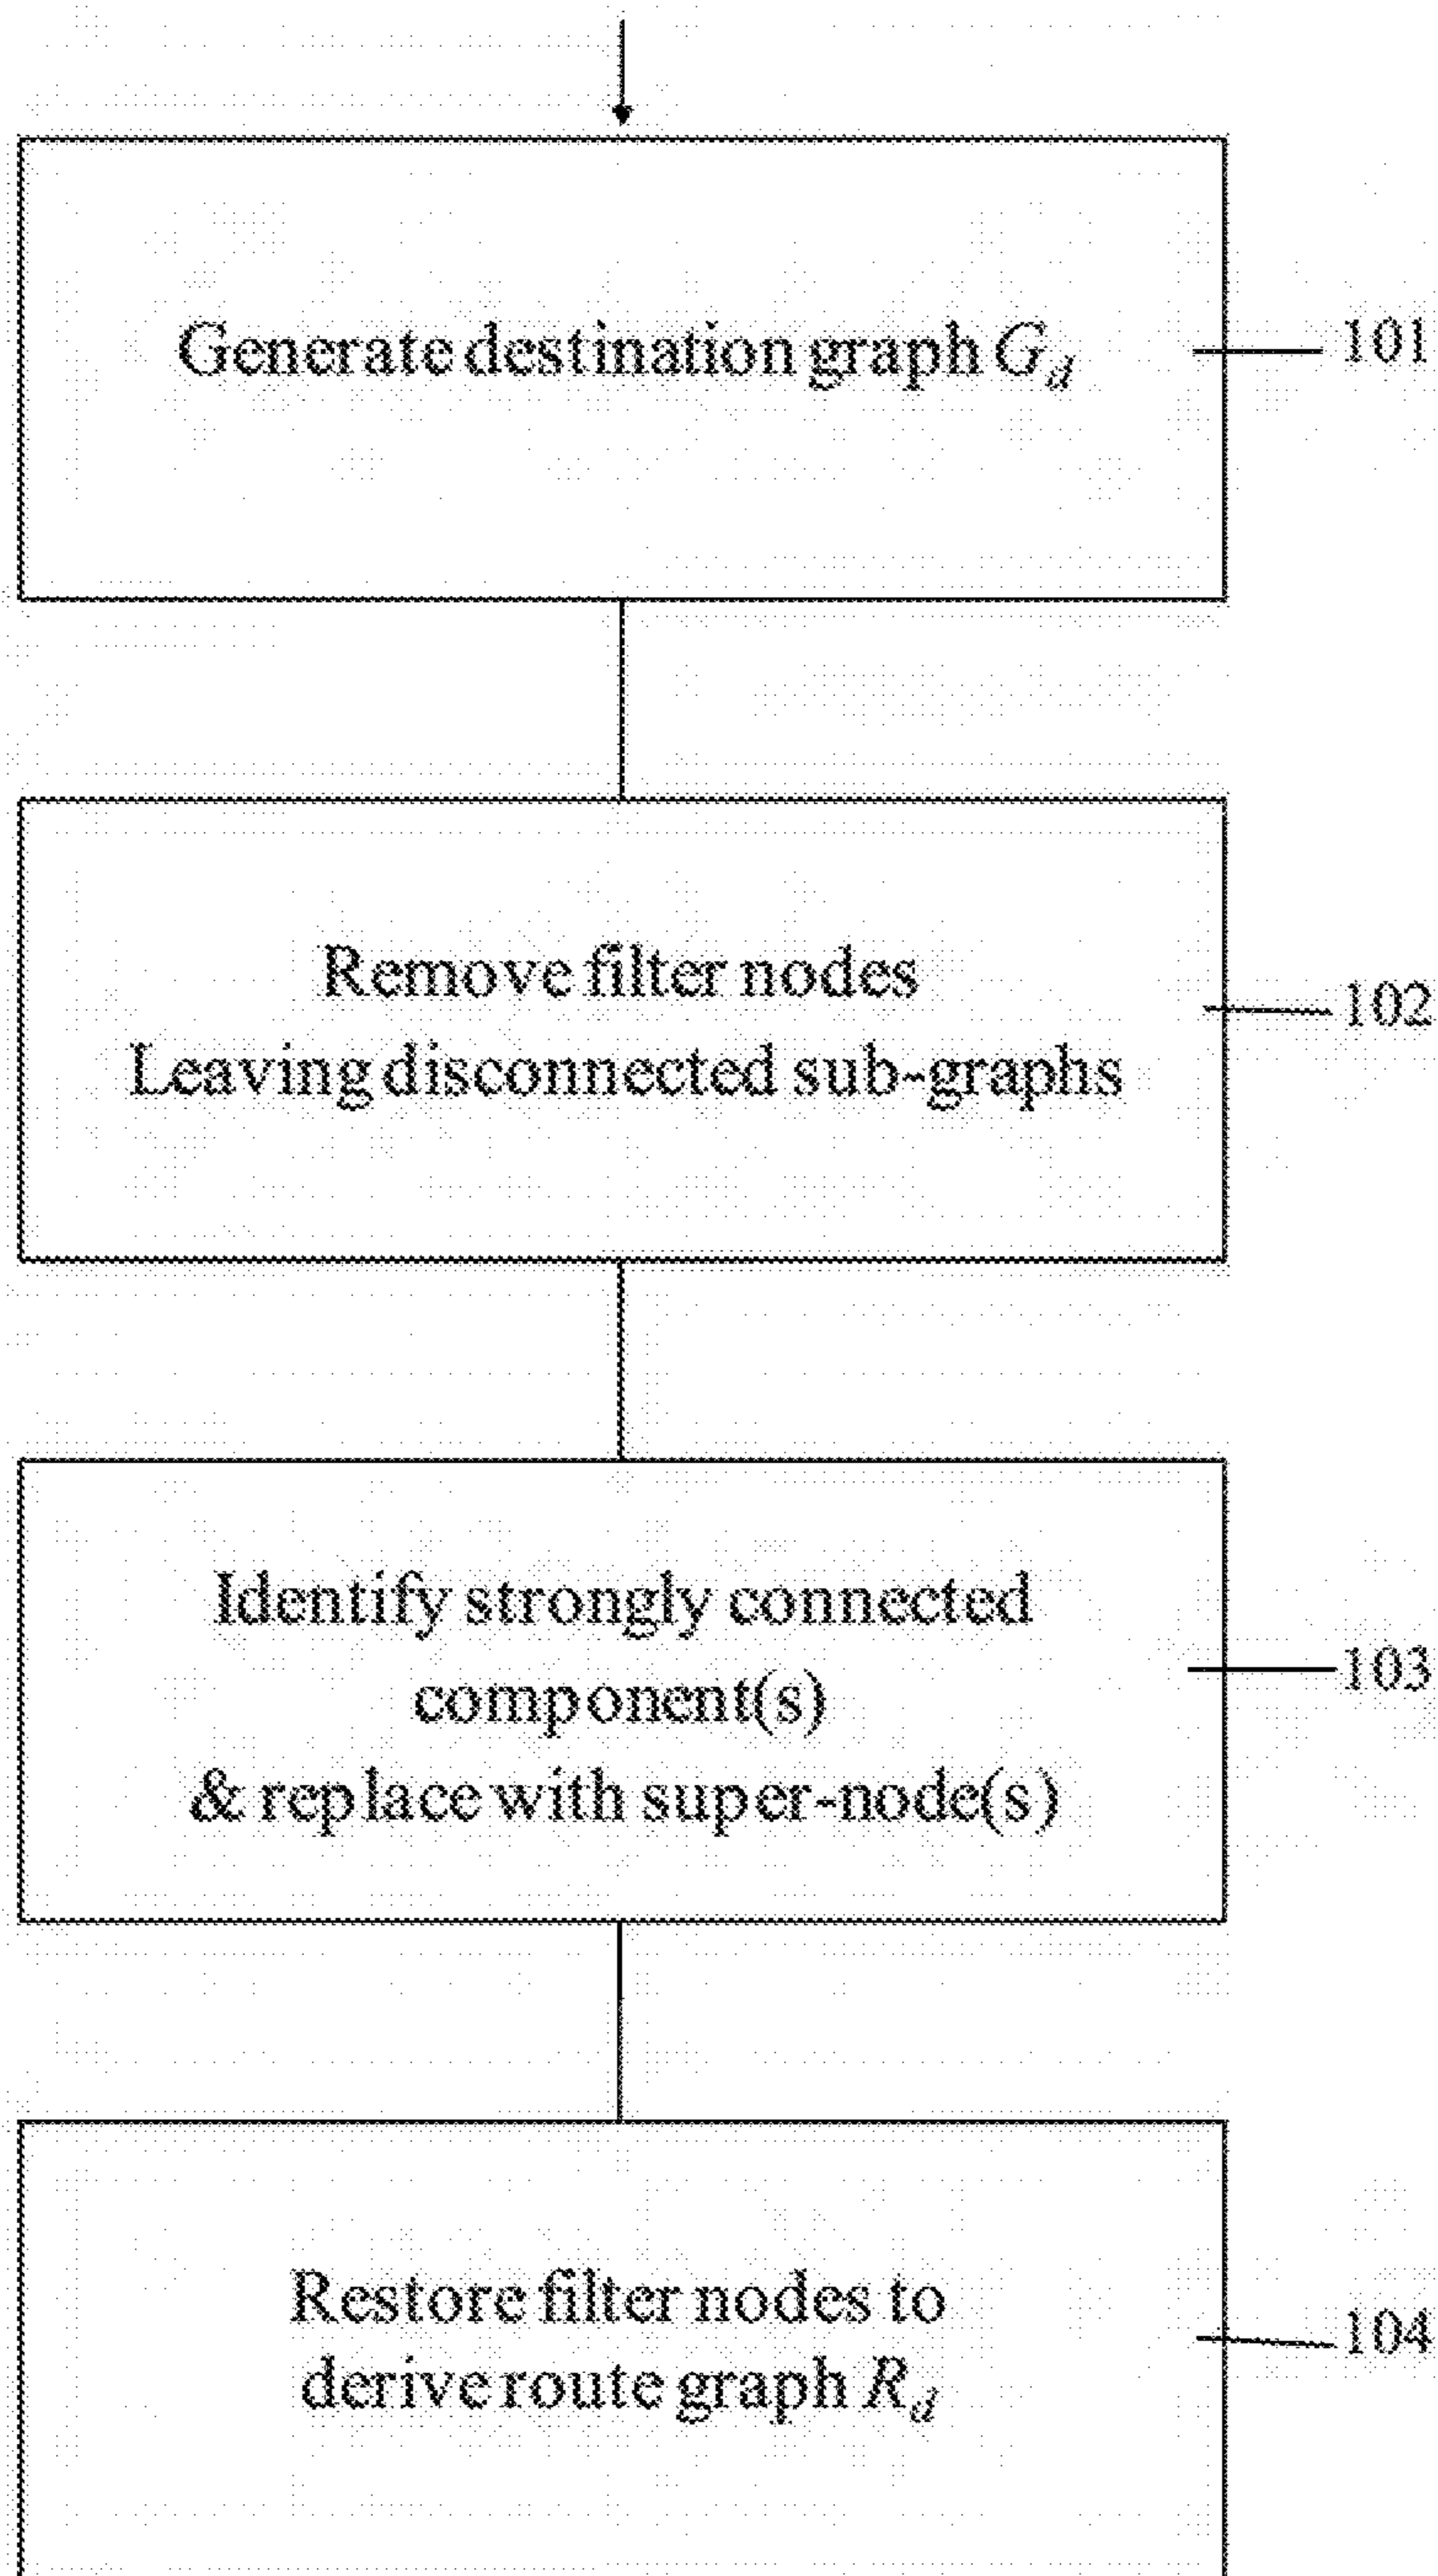 Generate destination graph G_d
101
Remove filter nodes
Leaving disconnected sub-graphs
102
Identify strongly connected
component(s)
& replace with super-node(s)
103
Restore filter nodes to
derive route graph R_d
104